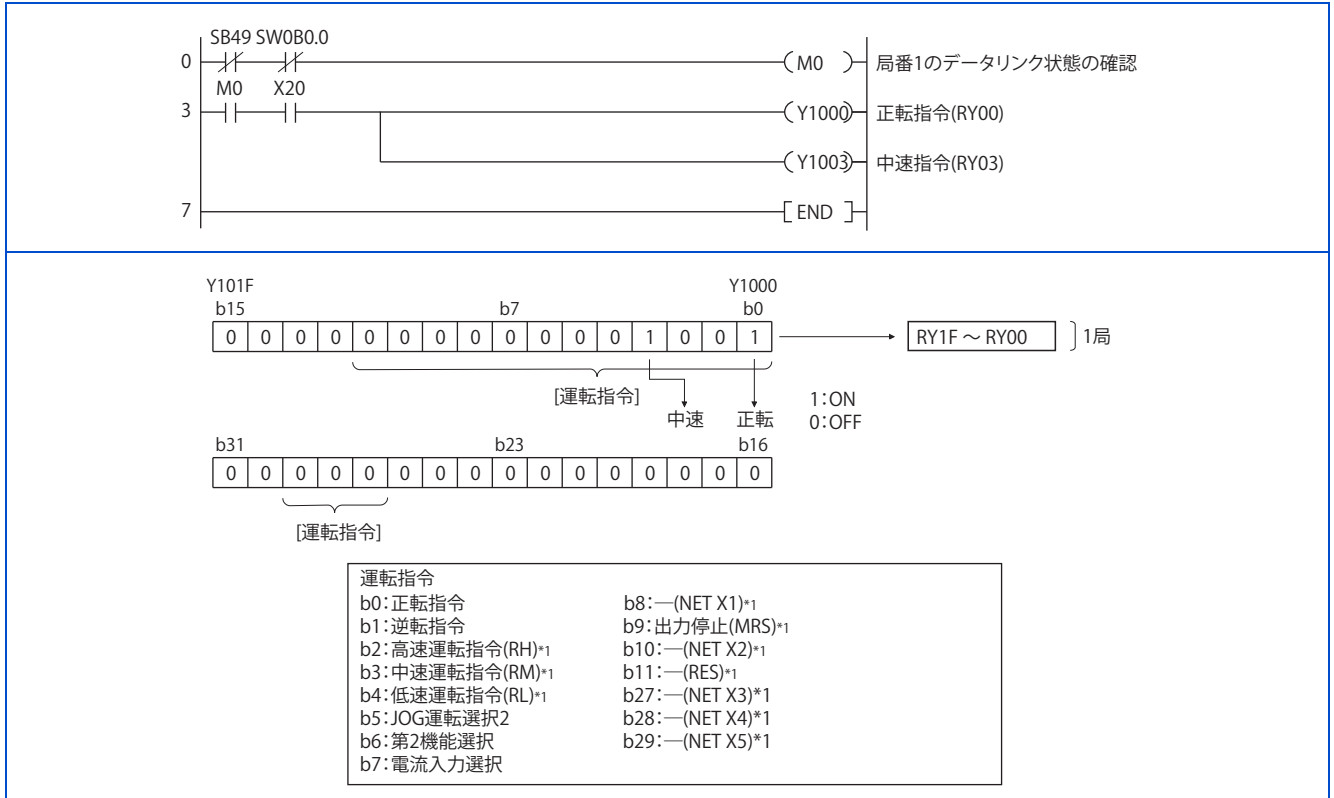 SB49 SW0B0.0
0 M0 局番1のデータリンク状態の確認
M0 X20
3 Y1000 正転指令(RY00)
Y1003 中速指令(RY03)
7 END
Y101F Y1000
b15 b7 b0
0 0 0 0 0 0 0 0 0 0 0 0 1 0 0 1 RY1F ～ RY00 1局
[運転指令]
中速 正転
1：ON
0：OFF
b31 b23 b16
0 0 0 0 0 0 0 0 0 0 0 0 0 0 0 0
[運転指令]
運転指令
b0：正転指令
b1：逆転指令
b2：高速運転指令(RH)*1
b3：中速運転指令(RM)*1
b4：低速運転指令(RL)*1
b5：JOG運転選択2
b6：第2機能選択
b7：電流入力選択
b8：―(NET X1)*1
b9：出力停止(MRS)*1
b10：―(NET X2)*1
b11：―(RES)*1
b27：―(NET X3)*1
b28：―(NET X4)*1
b29：―(NET X5)*1